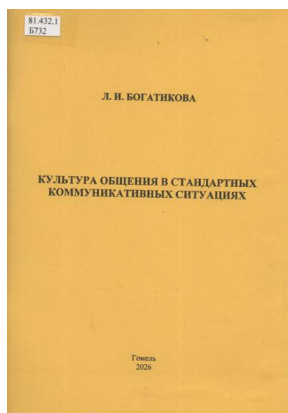 81.432.1
Б732
Л. И. БОГАТИКОВА
КУЛЬТУРА ОБЩЕНИЯ В СТАНДАРТНЫХ
КОММУНИКАТИВНЫХ СИТУАЦИЯХ
Гомель
2026